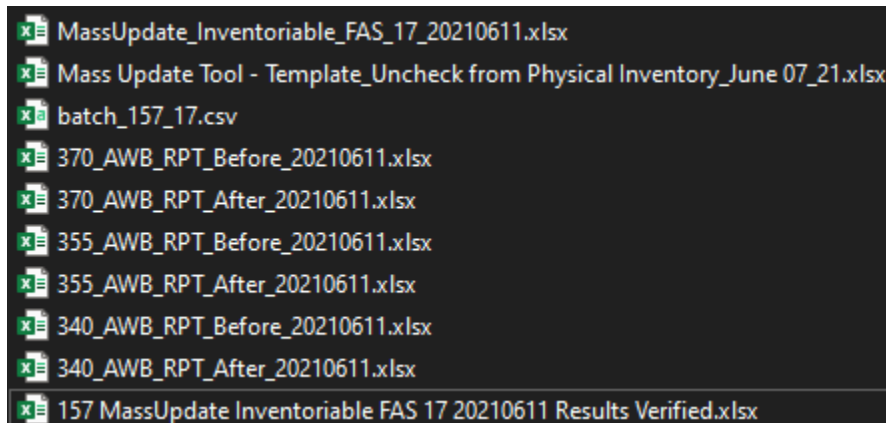 MassUpdate_Inventoriable_FAS_17_20210611.xlsx
Mass Update Tool - Template_Uncheck from Physical Inventory_June 07_21.xlsx
batch_157_17.csv
370_AWB_RPT_Before_20210611.xlsx
370_AWB_RPT_After_20210611.xlsx
355_AWB_RPT_Before_20210611.xlsx
355_AWB_RPT_After_20210611.xlsx
340_AWB_RPT_Before_20210611.xlsx
340_AWB_RPT_After_20210611.xlsx
157 MassUpdate Inventoriable FAS 17 20210611 Results Verified.xlsx